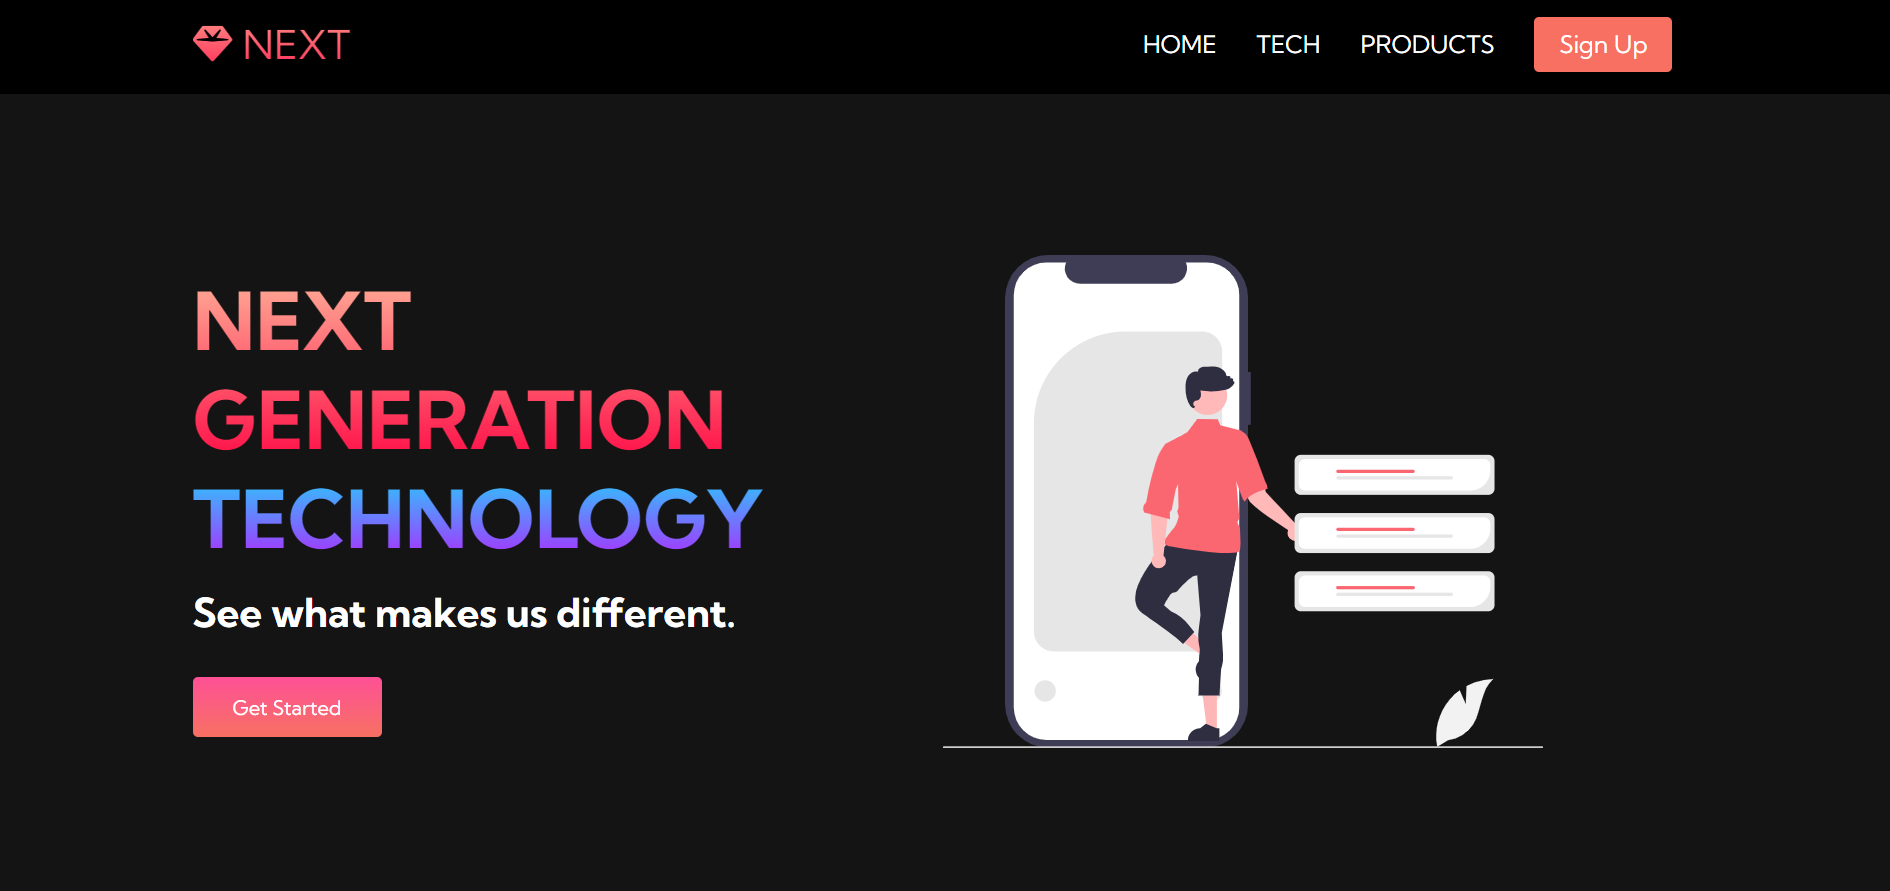 NEXT
HOME TECH PRODUCTS Sign Up
NEXT
GENERATION
TECHNOLOGY
See what makes us different.
Get Started